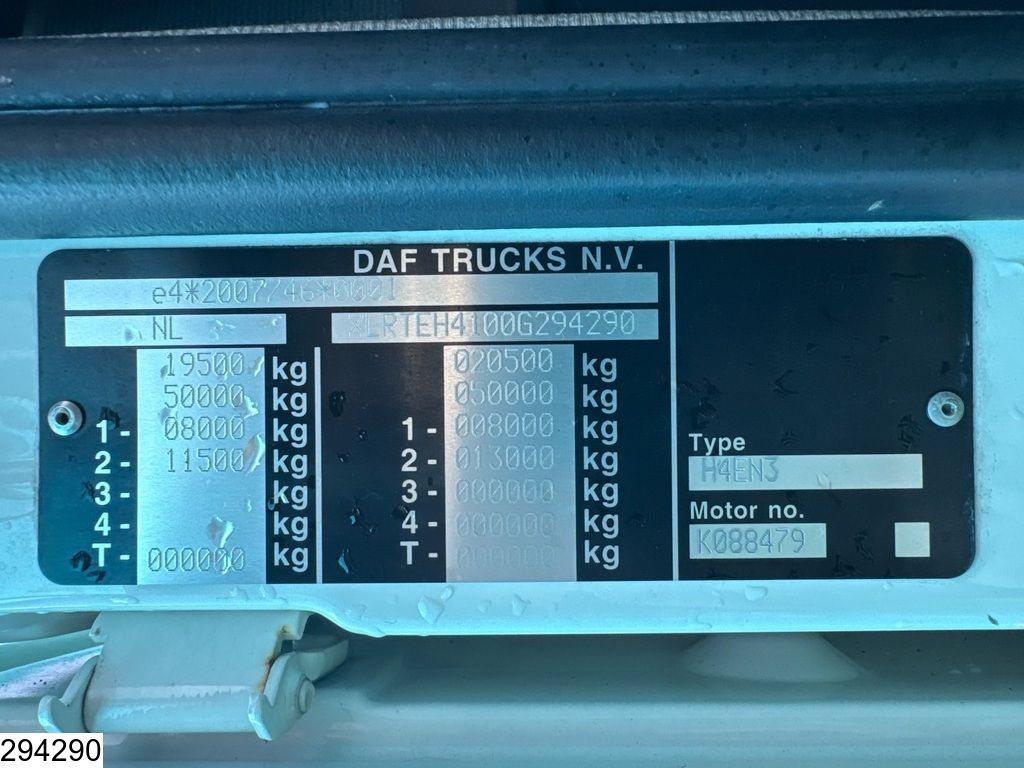 DAF TRUCKS N.V.
e4*2007/46*0001
NL XLRTEH4100G294290
19500 kg 020500 kg
50000 kg 050000 kg
1- 08000 kg 1- 008000 kg
2- 11500 kg 2- 013000 kg
3- kg 3- 000000 kg
4- kg 4- 000000 kg
T- 000000 kg T- 000000 kg
Type
H4EN3
Motor no.
K088479
294290